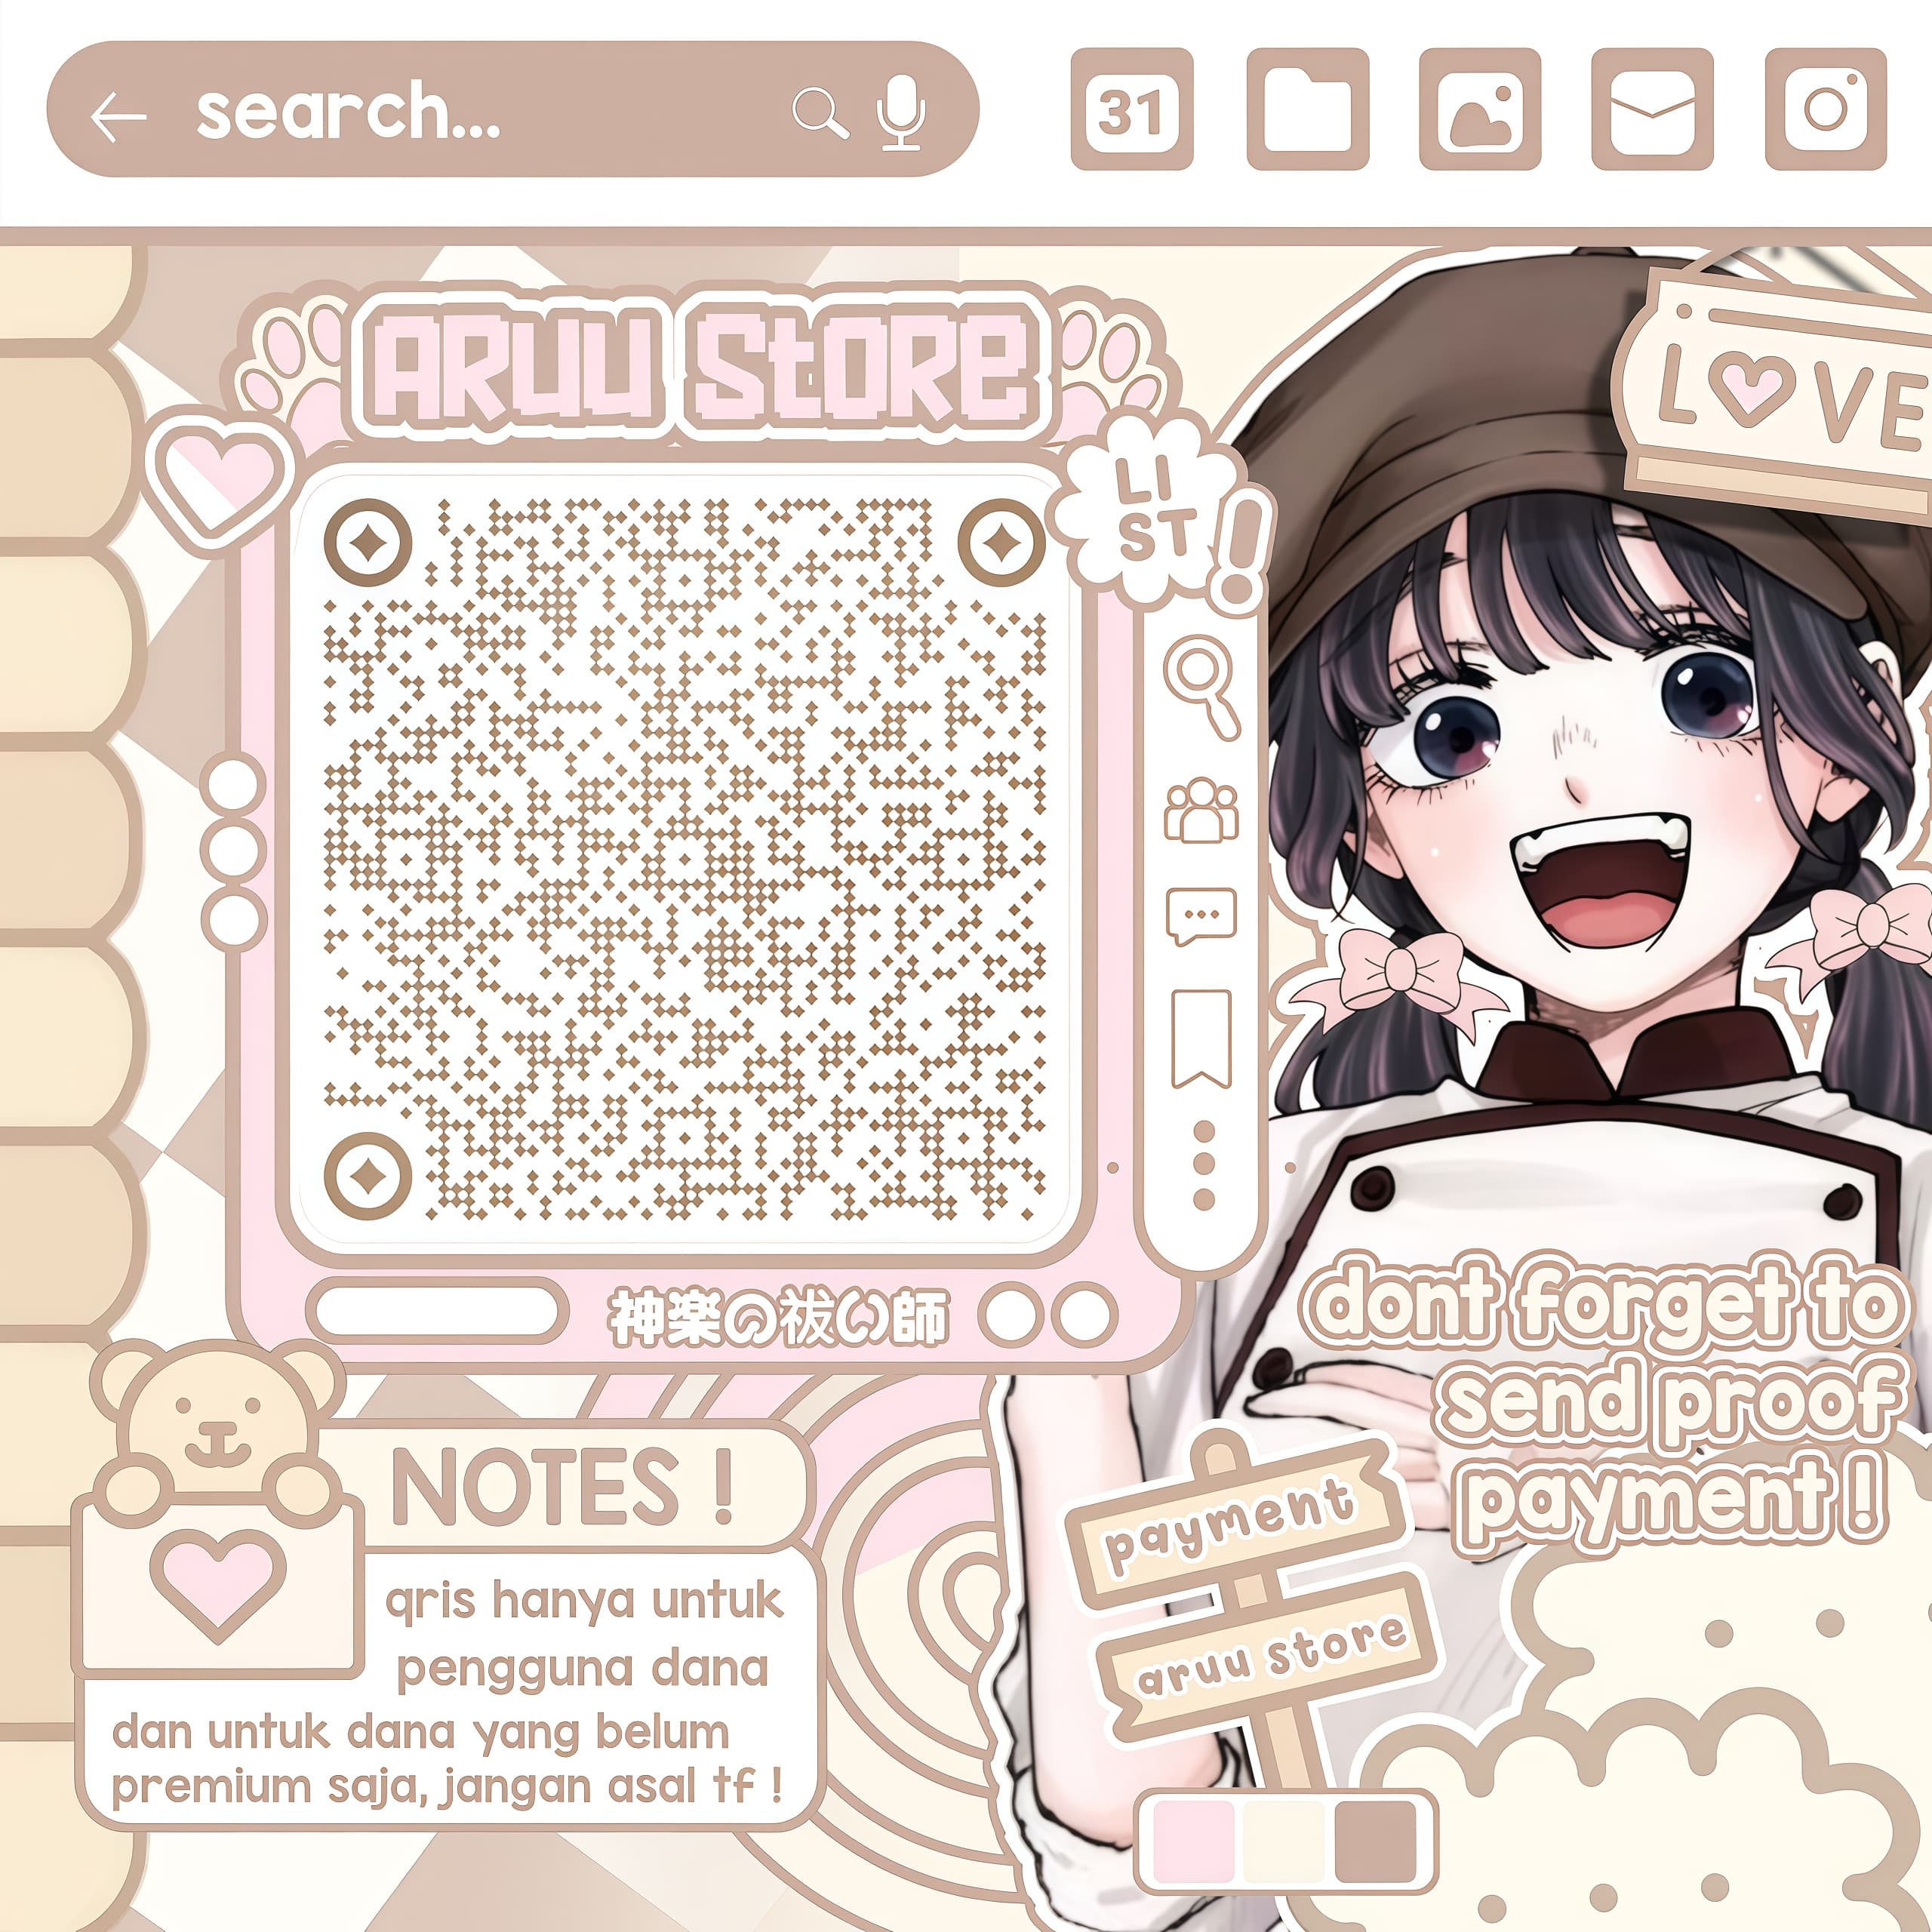 search...
31
LOVE
ARUU StORE
LI
ST !
神楽の祓い師
dont forget to
send proof
payment !
NOTES !
qris hanya untuk
pengguna dana
dan untuk dana yang belum
premium saja, jangan asal tf !
payment
aruu store